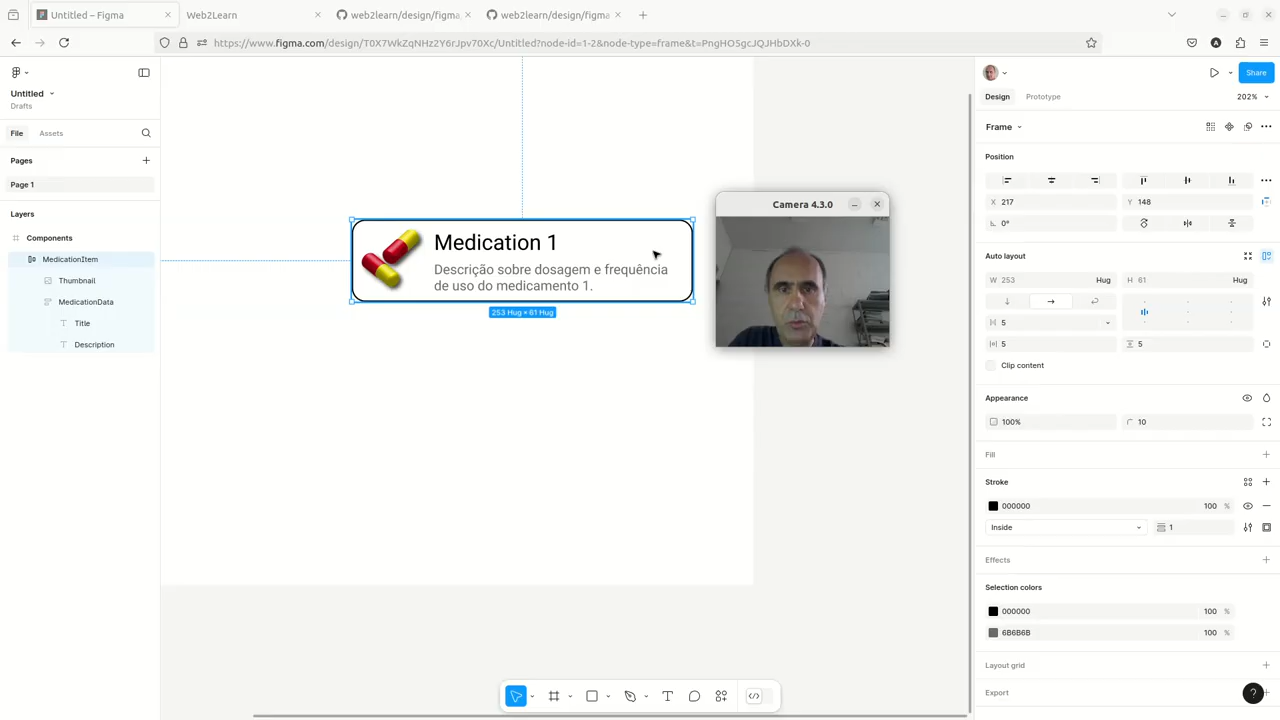 Untitled – Figma
Web2Learn
web2learn/design/figma,
web2learn/design/figma
https://www.figma.com/design/T0X7WkZqNHz2Y6rJpv70Xc/Untitled?node-id=1-2&node-type=frame&t=PngHO5gcJQJHbDXk-0
Untitled
Drafts
File
Assets
Pages
Page 1
Layers
Components
MedicationItem
Thumbnail
MedicationData
Title
Description
Medication 1
Descrição sobre dosagem e frequência
de uso do medicamento 1.
253 Hug × 61 Hug
Camera 4.3.0
Share
Design
Prototype
202%
Frame
Position
X 217
Y 148
0°
Auto layout
W 253 Hug
H 61 Hug
5
5
5
Clip content
Appearance
100%
10
Fill
Stroke
000000 100 %
Inside
1
Effects
Selection colors
000000 100 %
6B6B6B 100 %
Layout grid
Export
?